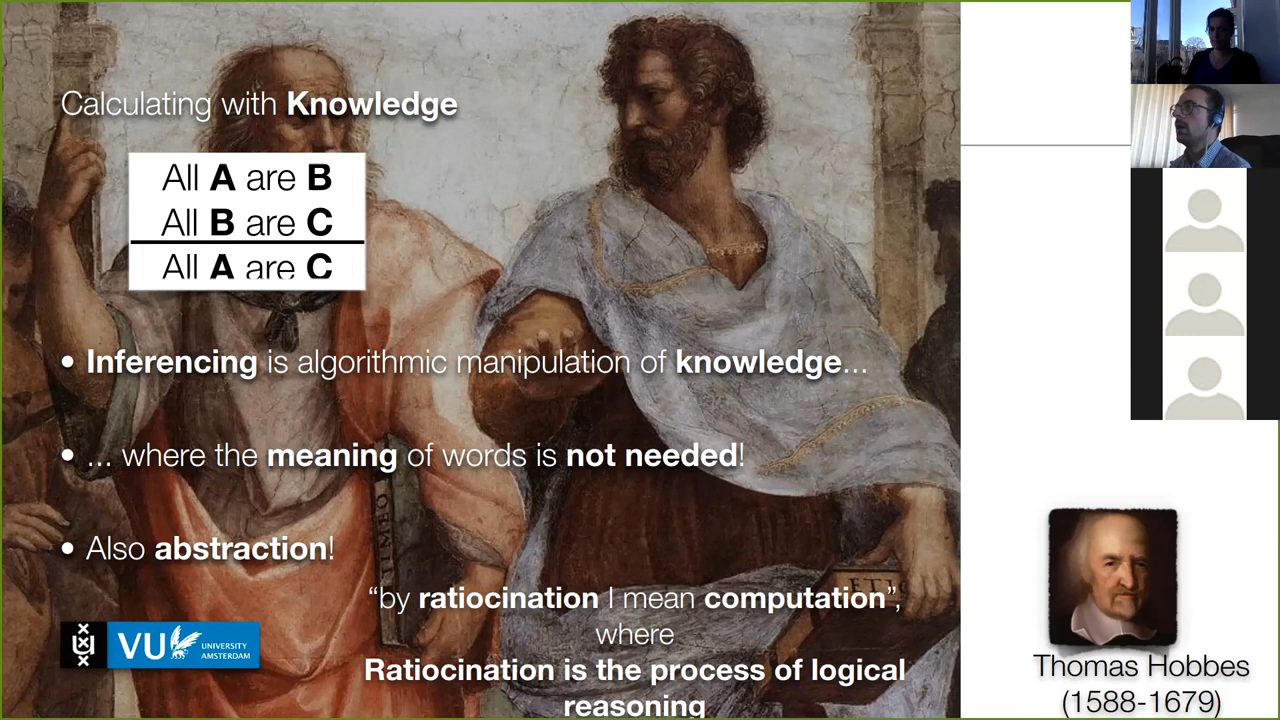 Calculating with Knowledge
All A are B
All B are C
All A are C
• Inferencing is algorithmic manipulation of knowledge...
• ... where the meaning of words is not needed!
• Also abstraction!
“by ratiocination I mean computation”,
where
Ratiocination is the process of logical
reasoning
TIMEO
ETIC
VU UNIVERSITY
AMSTERDAM
Thomas Hobbes
(1588-1679)